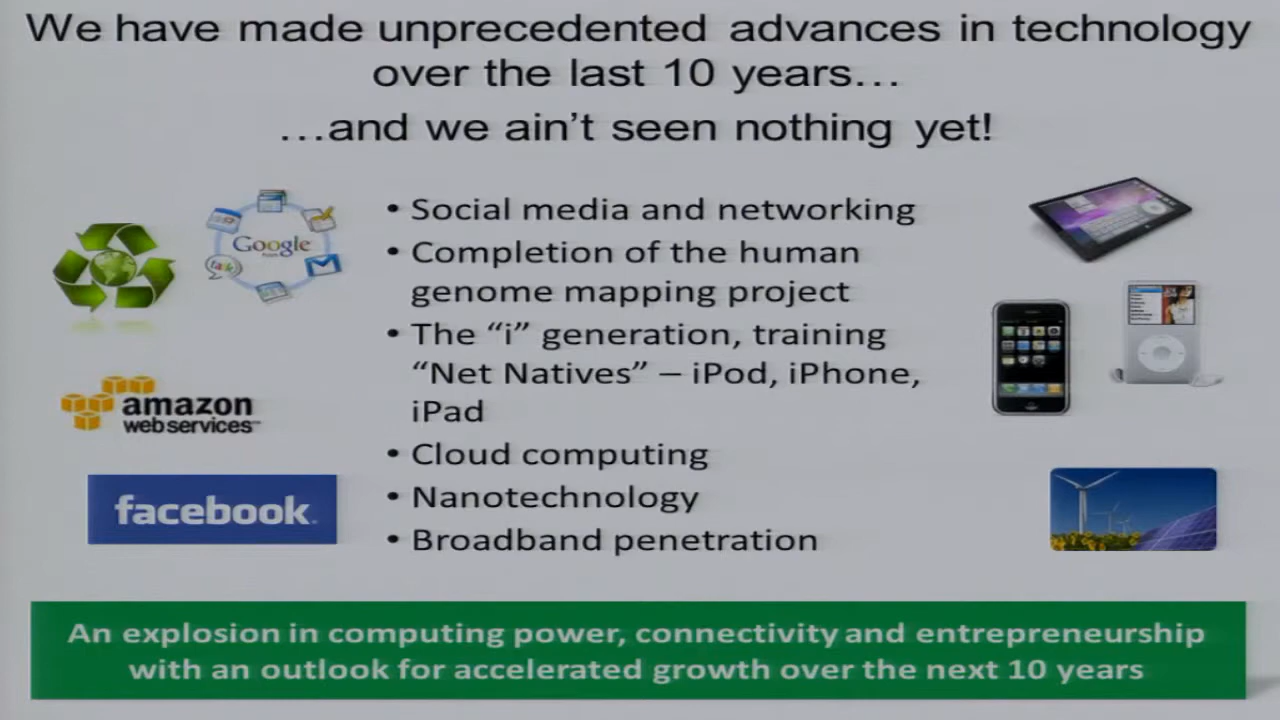 We have made unprecedented advances in technology
over the last 10 years...
...and we ain't seen nothing yet!
Google
talk
amazon
webservices™
facebook.
• Social media and networking
• Completion of the human
genome mapping project
• The “i” generation, training
“Net Natives” – iPod, iPhone,
iPad
• Cloud computing
• Nanotechnology
• Broadband penetration
An explosion in computing power, connectivity and entrepreneurship
with an outlook for accelerated growth over the next 10 years